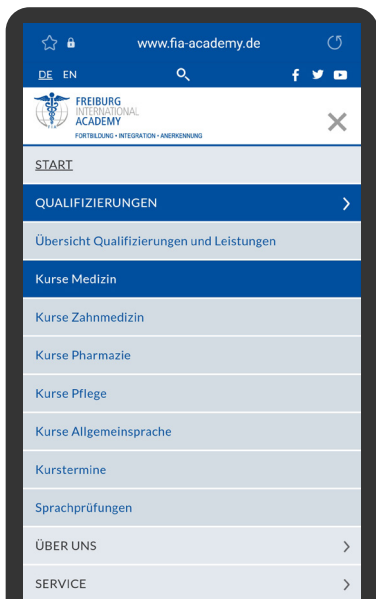 www.fia-academy.de
DE EN
FREIBURG
INTERNATIONAL
ACADEMY
FORTBILDUNG • INTEGRATION • ANERKENNUNG
START
QUALIFIZIERUNGEN
Übersicht Qualifizierungen und Leistungen
Kurse Medizin
Kurse Zahnmedizin
Kurse Pharmazie
Kurse Pflege
Kurse Allgemeinsprache
Kurstermine
Sprachprüfungen
ÜBER UNS
SERVICE